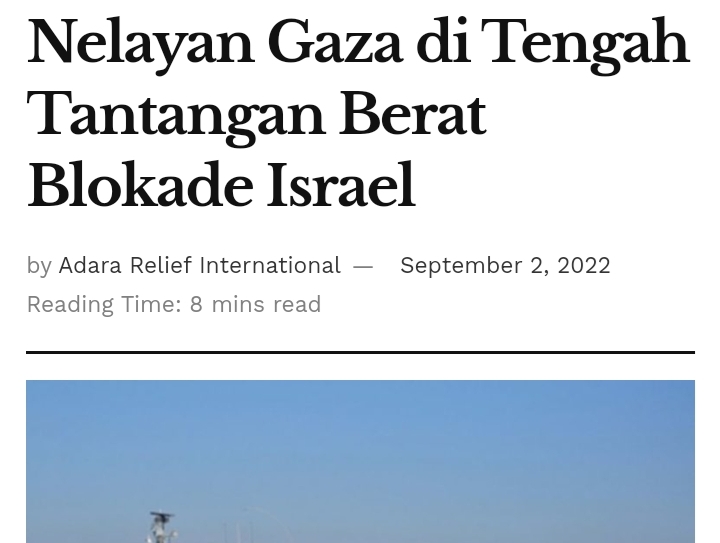 Nelayan Gaza di Tengah
Tantangan Berat
Blokade Israel
by Adara Relief International — September 2, 2022
Reading Time: 8 mins read